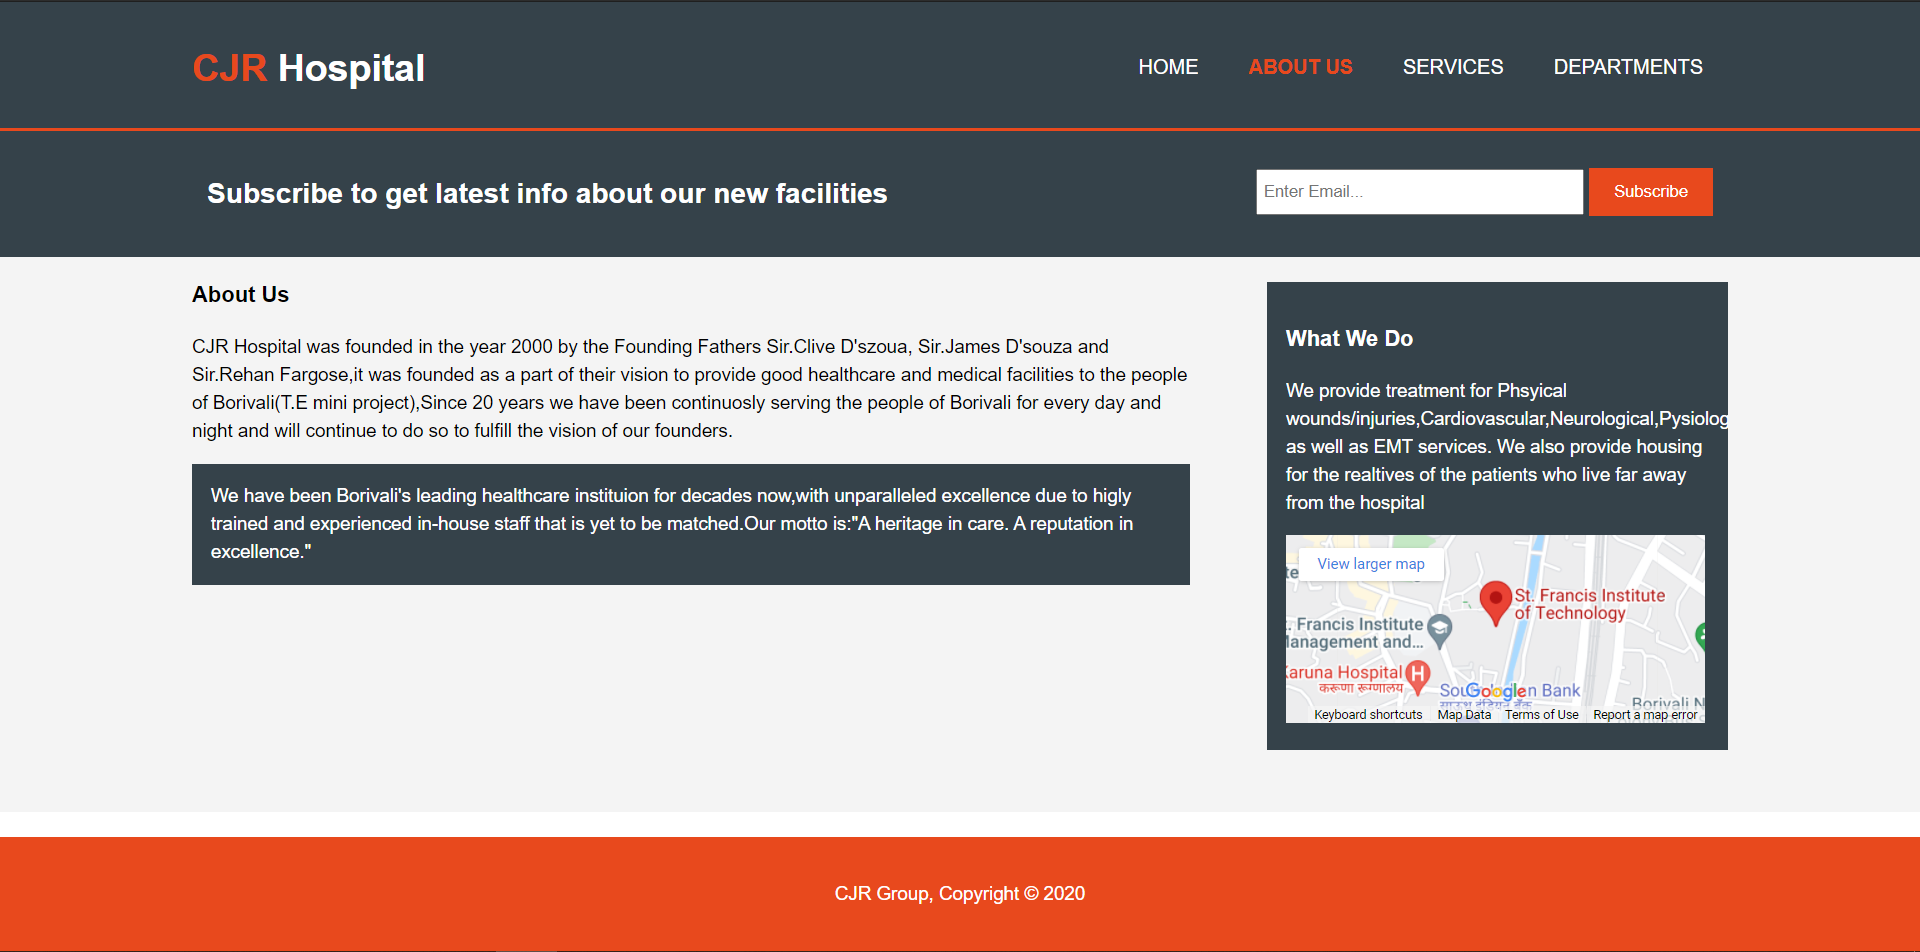 CJR Hospital
HOME ABOUT US SERVICES DEPARTMENTS
Subscribe to get latest info about our new facilities
Enter Email...
Subscribe
About Us
CJR Hospital was founded in the year 2000 by the Founding Fathers Sir.Clive D'szoua, Sir.James D'souza and
Sir.Rehan Fargose,it was founded as a part of their vision to provide good healthcare and medical facilities to the people
of Borivali(T.E mini project),Since 20 years we have been continuosly serving the people of Borivali for every day and
night and will continue to do so to fulfill the vision of our founders.
We have been Borivali's leading healthcare instituion for decades now,with unparalleled excellence due to higly
trained and experienced in-house staff that is yet to be matched.Our motto is:"A heritage in care. A reputation in
excellence."
What We Do
We provide treatment for Phsyical
wounds/injuries,Cardiovascular,Neurological,Pysiolog
as well as EMT services. We also provide housing
for the realtives of the patients who live far away
from the hospital
View larger map
St. Francis Institute
of Technology
. Francis Institute
Management and...
Karuna Hospital
करूणा रूग्णालय
Google
Bank
Borivali N
Keyboard shortcuts Map Data Terms of Use Report a map error
CJR Group, Copyright © 2020